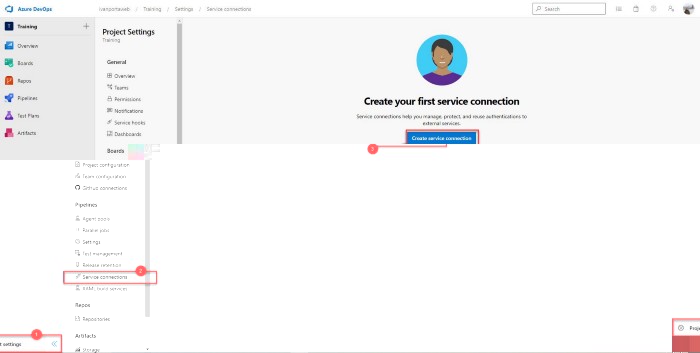 Azure DevOps
ivanportaweb / Training / Settings / Service connections
Search
Training
Overview
Boards
Repos
Pipelines
Test Plans
Artifacts
Project Settings
Training
General
Overview
Teams
Permissions
Notifications
Service hooks
Dashboards
Boards
Project configuration
Team configuration
GitHub connections
Pipelines
Agent pools
Parallel jobs
Settings
Test management
Release retention
Service connections
2
XAML build services
Repos
Repositories
Artifacts
Storage
Create your first service connection
Service connections help you manage, protect, and reuse authentications to
external services.
Create service connection
3
1
t settings
Proj